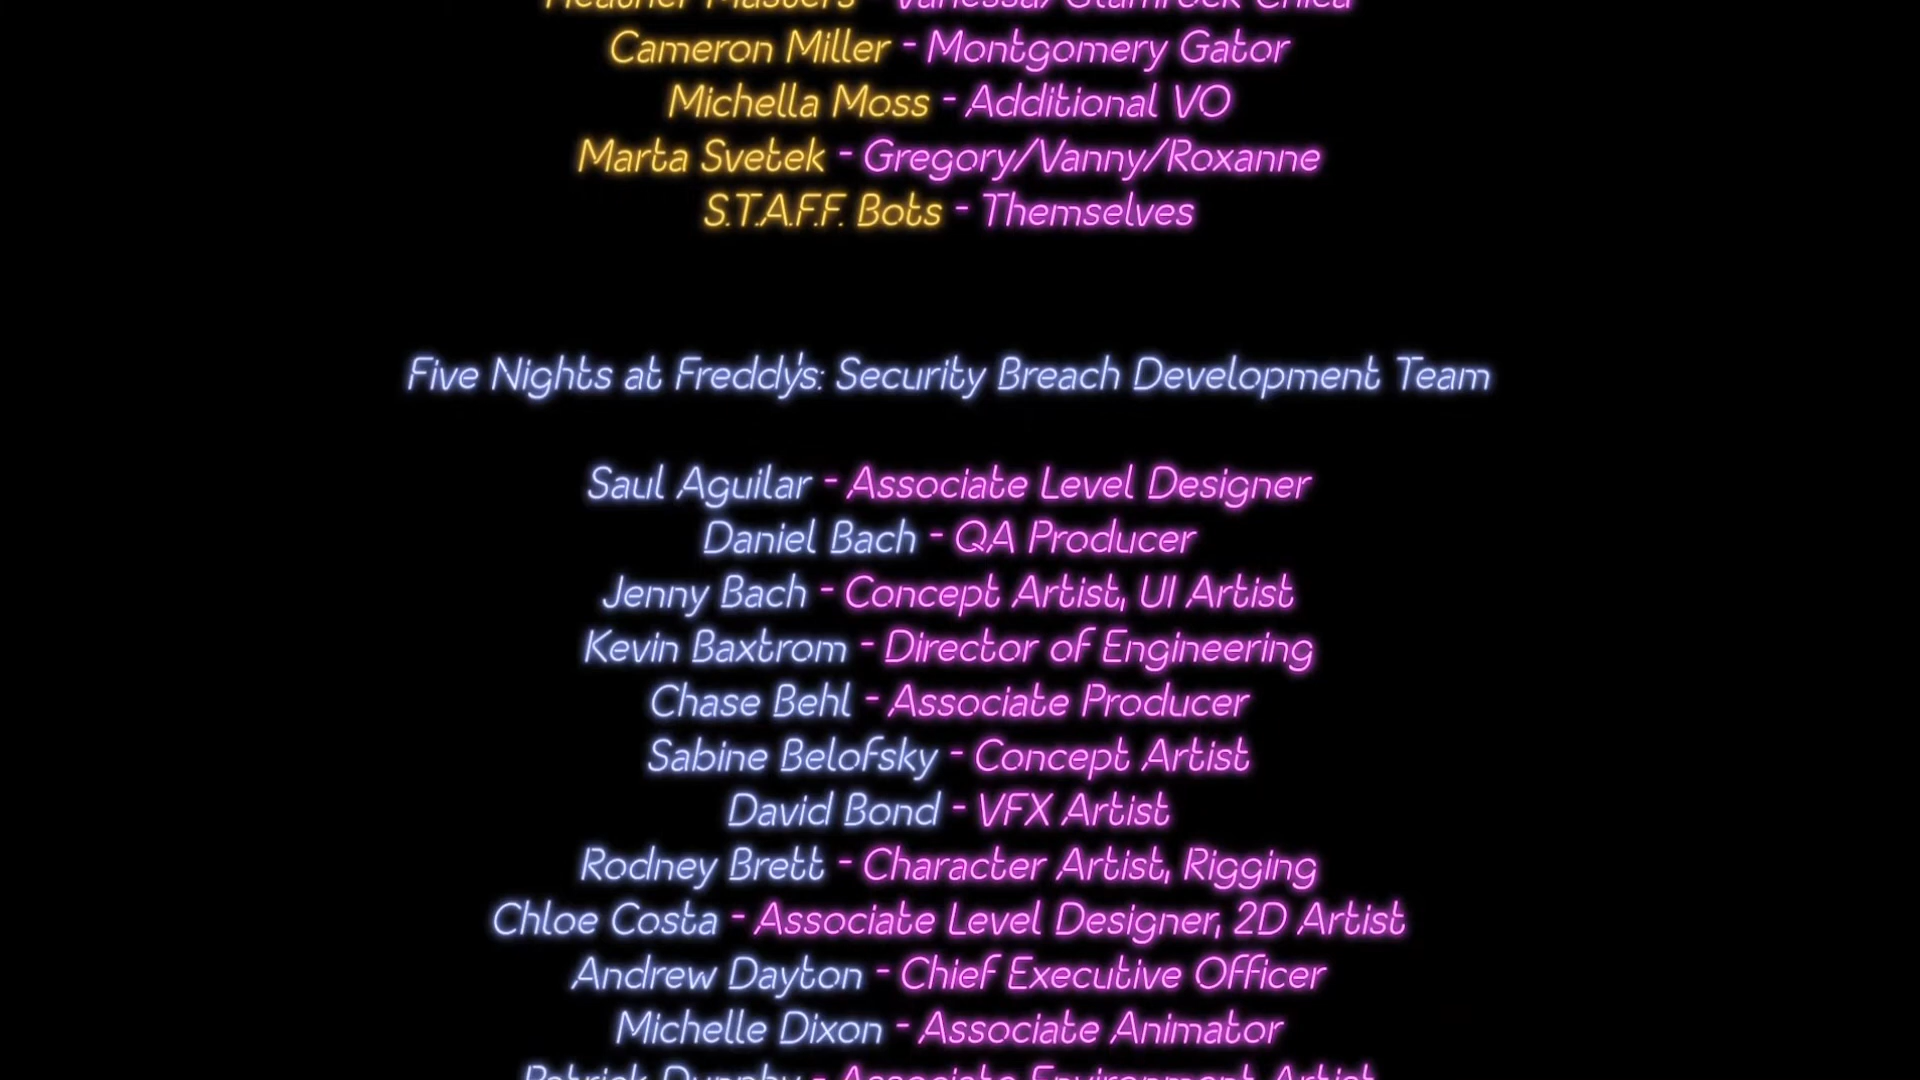 Heather Masters - Vanessa/Glamrock Chica
Cameron Miller - Montgomery Gator
Michella Moss - Additional VO
Marta Svetek - Gregory/Vanny/Roxanne
S.T.A.F.F. Bots - Themselves
Five Nights at Freddy's: Security Breach Development Team
Saul Aguilar - Associate Level Designer
Daniel Bach - QA Producer
Jenny Bach - Concept Artist, UI Artist
Kevin Baxtrom - Director of Engineering
Chase Behl - Associate Producer
Sabine Belofsky - Concept Artist
David Bond - VFX Artist
Rodney Brett - Character Artist, Rigging
Chloe Costa - Associate Level Designer, 2D Artist
Andrew Dayton - Chief Executive Officer
Michelle Dixon - Associate Animator
Patrick Dunphy - Associate Environment Artist